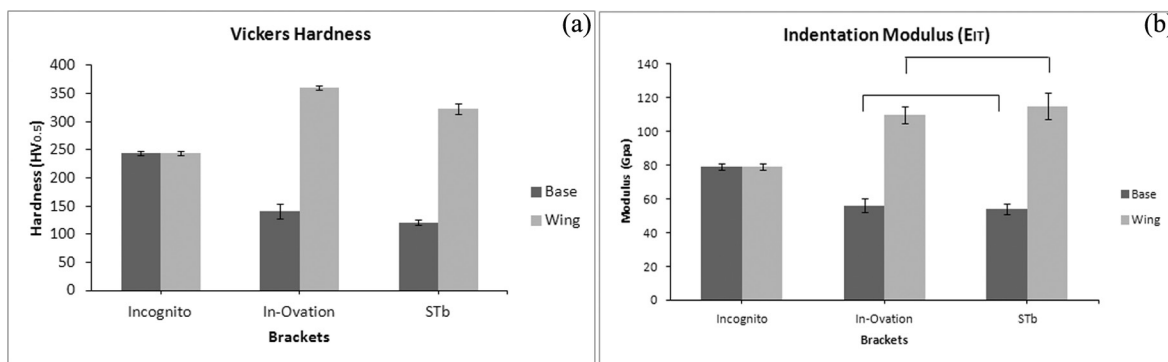 Vickers Hardness
(a)
Hardness (HV0.5)
400
350
300
250
200
150
100
50
0
Incognito In-Ovation STb
Brackets
Base
Wing
Indentation Modulus (EIT)
(b)
Modulus (Gpa)
140
120
100
80
60
40
20
0
Incognito In-Ovation STb
Brackets
Base
Wing